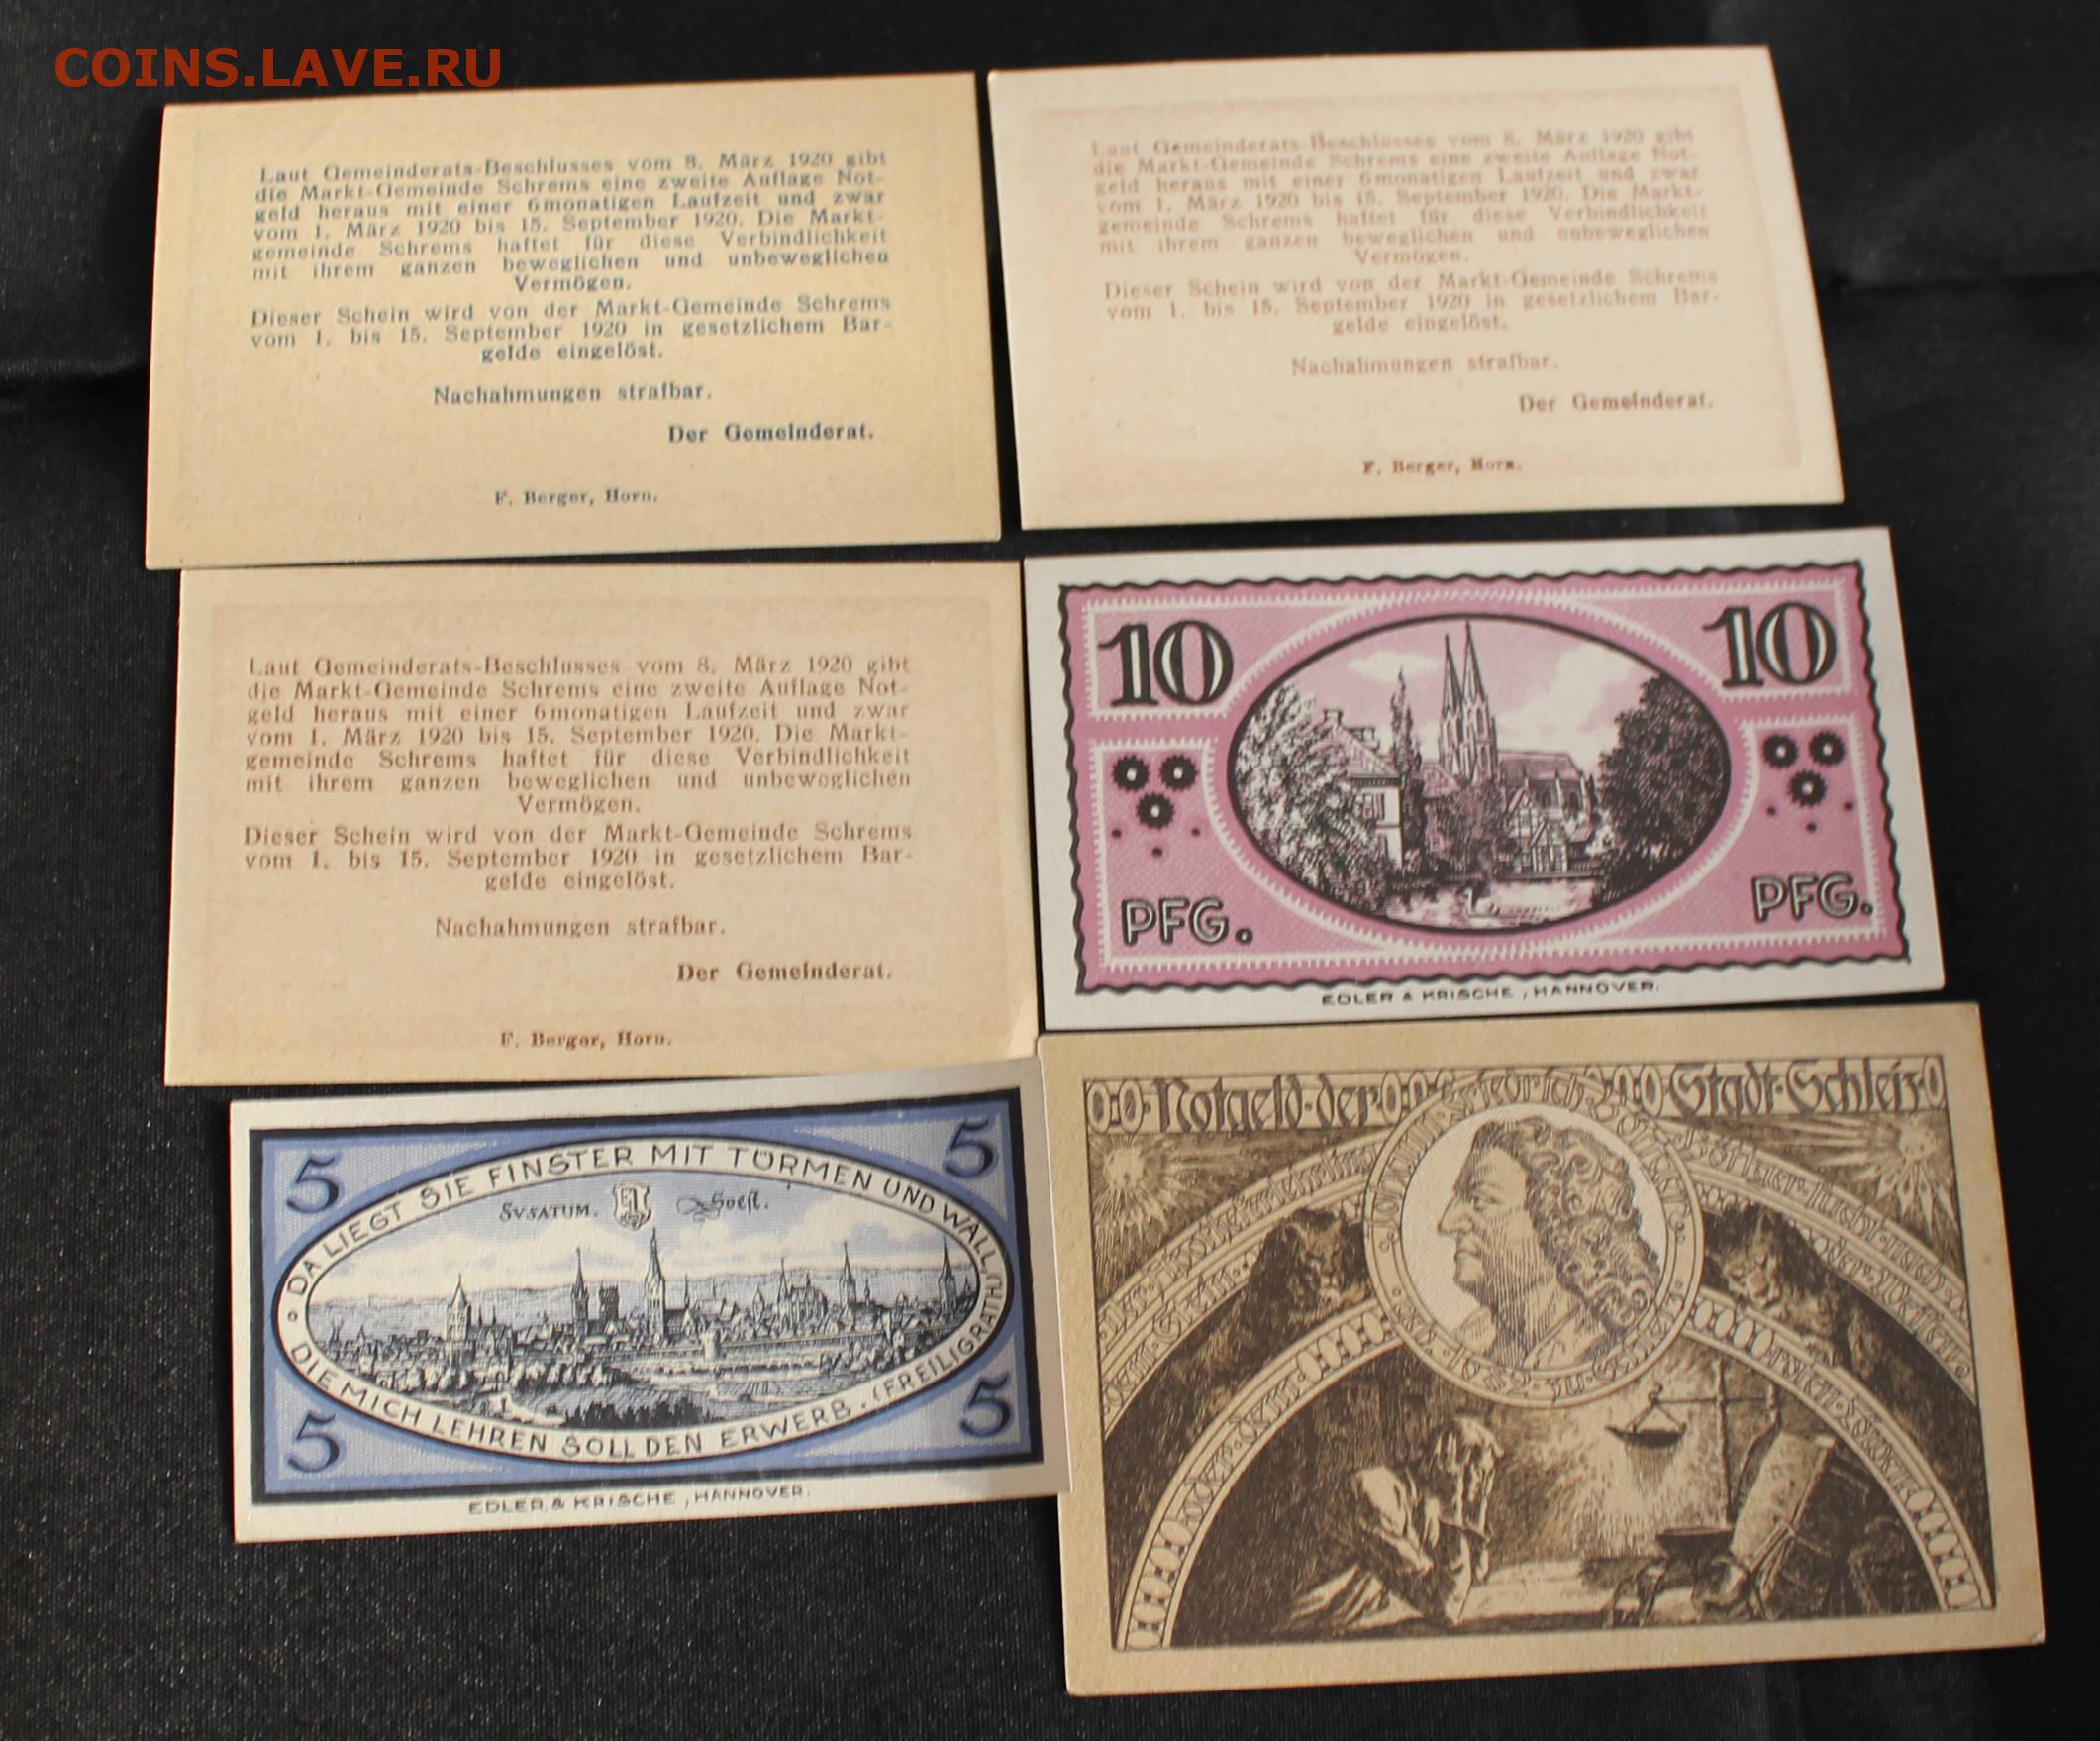 COINS.LAVE.RU
Laut Gemeinderats-Beschlusses vom 8. März 1920 gibt
die Markt-Gemeinde Schrems eine zweite Auflage Not-
geld heraus mit einer 6monatigen Laufzeit und zwar
vom 1. März 1920 bis 15. September 1920. Die Markt-
gemeinde Schrems haftet für diese Verbindlichkeit
mit ihrem ganzen beweglichen und unbeweglichen
Vermögen.
Dieser Schein wird von der Markt-Gemeinde Schrems
vom 1. bis 15. September 1920 in gesetzlichem Bar-
gelde eingelöst.
Nachahmungen strafbar.
Der Gemeinderat.
F. Berger, Horn.
Laut Gemeinderats-Beschlusses vom 8. März 1920 gibt
die Markt-Gemeinde Schrems eine zweite Auflage Not-
geld heraus mit einer 6monatigen Laufzeit und zwar
vom 1. März 1920 bis 15. September 1920. Die Markt-
gemeinde Schrems haftet für diese Verbindlichkeit
mit ihrem ganzen beweglichen und unbeweglichen
Vermögen.
Dieser Schein wird von der Markt-Gemeinde Schrems
vom 1. bis 15. September 1920 in gesetzlichem Bar-
gelde eingelöst.
Nachahmungen strafbar.
Der Gemeinderat.
F. Berger, Horn.
Laut Gemeinderats-Beschlusses vom 8. März 1920 gibt
die Markt-Gemeinde Schrems eine zweite Auflage Not-
geld heraus mit einer 6monatigen Laufzeit und zwar
vom 1. März 1920 bis 15. September 1920. Die Markt-
gemeinde Schrems haftet für diese Verbindlichkeit
mit ihrem ganzen beweglichen und unbeweglichen
Vermögen.
Dieser Schein wird von der Markt-Gemeinde Schrems
vom 1. bis 15. September 1920 in gesetzlichem Bar-
gelde eingelöst.
Nachahmungen strafbar.
Der Gemeinderat.
F. Berger, Horn.
10 10
PFG. PFG.
EDLER & KRISCHE, HANNOVER.
5 5
DA LIEGT SIE FINSTER MIT TÜRMEN UND WALL,
SVSATUM. Soest.
DIE MICH LEHREN SOLL DEN ERWERB. (FREILIGRATH)
5 5
EDLER & KRISCHE, HANNOVER.
Notgeld der Stadt Schleiz
Johann Friedrich Böttger
1682 zu Schleiz